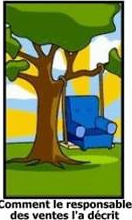 Comment le responsable
des ventes l'a décrit